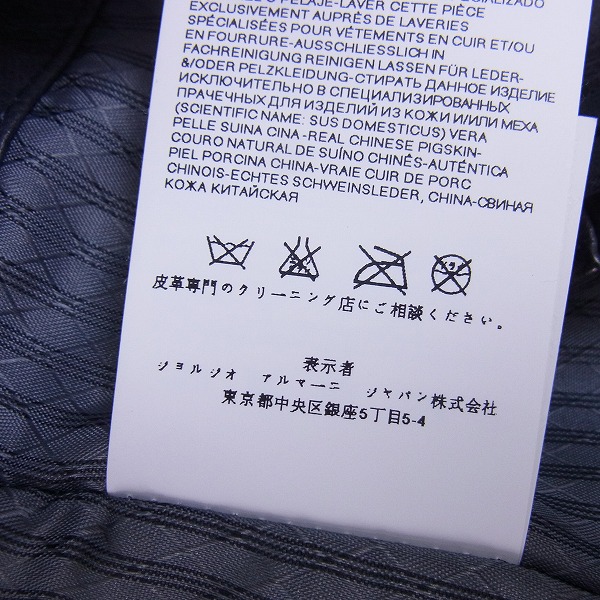 PELAJE-LAVER CETTE PIÈCE
EXCLUSIVEMENT AUPRÈS DE LAVERIES
SPÉCIALISÉES POUR VÊTEMENTS EN CUIR ET/OU
EN FOURRURE-AUSSCHLIESSLICH IN
FACHREINIGUNG REINIGEN LASSEN FÜR LEDER-
&/ODER PELZKLEIDUNG-СТИРАТЬ ДАННОЕ ИЗДЕЛИЕ
ИСКЛЮЧИТЕЛЬНО В СПЕЦИАЛИЗИРОВАННЫХ
ПРАЧЕЧНЫХ ДЛЯ ИЗДЕЛИЙ ИЗ КОЖИ И/ИЛИ МЕХА
(SCIENTIFIC NAME: SUS DOMESTICUS) VERA
PELLE SUINA CINA-REAL CHINESE PIGSKIN-
COURO NATURAL DE SUÍNO CHINÊS-AUTÉNTICA
PIEL PORCINA CHINA-VRAIE CUIR DE PORC
CHINOIS-ECHTES SCHWEINSLEDER, CHINA-СВИНАЯ
КОЖА КИТАЙСКАЯ
皮革専門のクリーニング店にご相談ください。
表示者
ジョルジオ アルマーニ ジャパン株式会社
東京都中央区銀座5丁目5-4